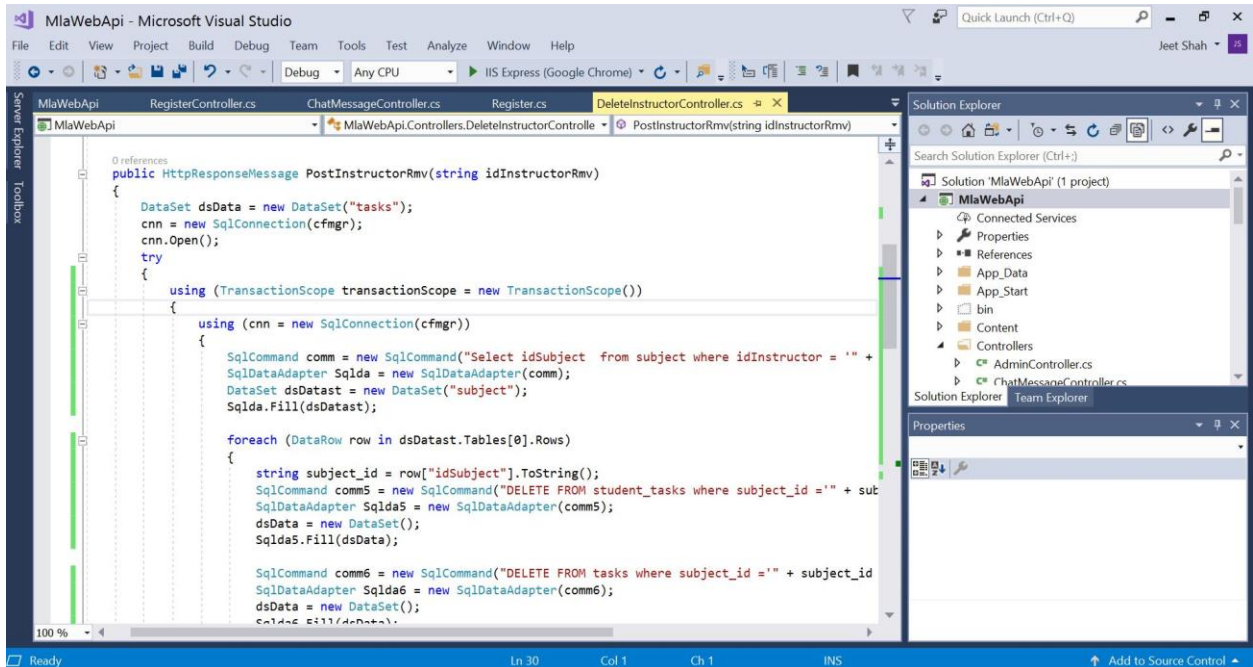 MlaWebApi - Microsoft Visual Studio
Quick Launch (Ctrl+Q)
File Edit View Project Build Debug Team Tools Test Analyze Window Help
Jeet Shah
JS
Debug Any CPU IIS Express (Google Chrome)
Server Explorer
Toolbox
MlaWebApi RegisterController.cs ChatMessageController.cs Register.cs DeleteInstructorController.cs
MlaWebApi MlaWebApi.Controllers.DeleteInstructorControlle PostInstructorRmv(string idInstructorRmv)
0 references
public HttpResponseMessage PostInstructorRmv(string idInstructorRmv)
{
DataSet dsData = new DataSet("tasks");
cnn = new SqlConnection(cfmgr);
cnn.Open();
try
{
using (TransactionScope transactionScope = new TransactionScope())
{
using (cnn = new SqlConnection(cfmgr))
{
SqlCommand comm = new SqlCommand("Select idSubject  from subject where idInstructor = '" +
SqlDataAdapter Sqlda = new SqlDataAdapter(comm);
DataSet dsDatast = new DataSet("subject");
Sqlda.Fill(dsDatast);
foreach (DataRow row in dsDatast.Tables[0].Rows)
{
string subject_id = row["idSubject"].ToString();
SqlCommand comm5 = new SqlCommand("DELETE FROM student_tasks where subject_id ='" + sub
SqlDataAdapter Sqlda5 = new SqlDataAdapter(comm5);
dsData = new DataSet();
Sqlda5.Fill(dsData);
SqlCommand comm6 = new SqlCommand("DELETE FROM tasks where subject_id ='" + subject_id
SqlDataAdapter Sqlda6 = new SqlDataAdapter(comm6);
dsData = new DataSet();
Sqlda6.Fill(dsData);
100 %
Solution Explorer
Search Solution Explorer (Ctrl+;)
Solution 'MlaWebApi' (1 project)
MlaWebApi
Connected Services
Properties
References
App_Data
App_Start
bin
Content
Controllers
C# AdminController.cs
C# ChatMessageController.cs
Solution Explorer Team Explorer
Properties
Ready Ln 30 Col 1 Ch 1 INS Add to Source Control